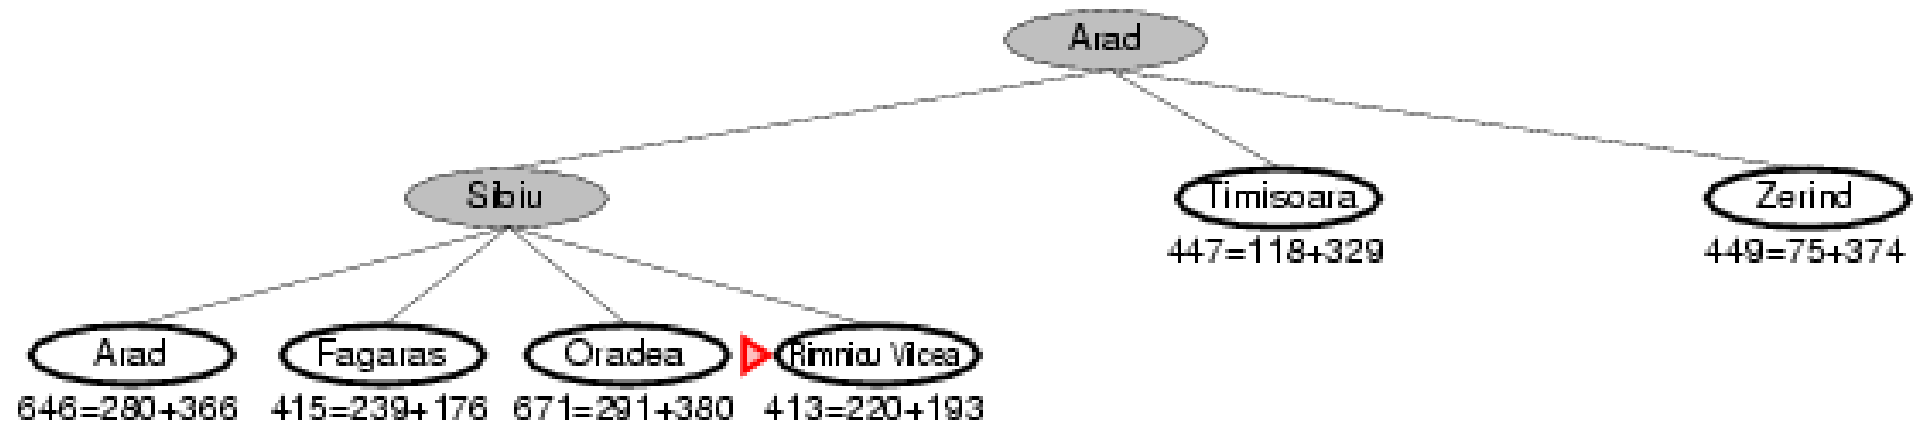 Arad
Sibiu
Timisoara
Zerind
447=118+329
449=75+374
Arad
Fagaras
Oradea
Rimnicu Vilcea
646=280+366
415=239+176
671=291+380
413=220+193